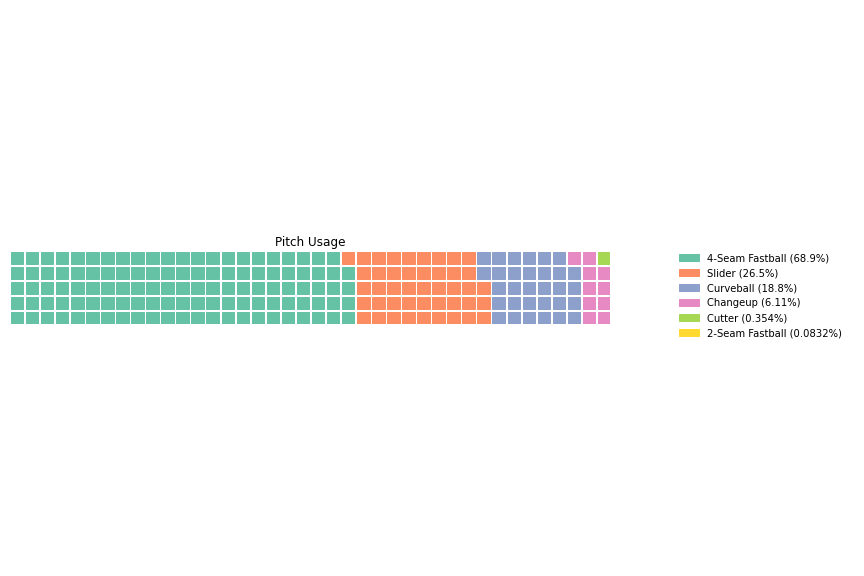 Pitch Usage
4-Seam Fastball (68.9%)
Slider (26.5%)
Curveball (18.8%)
Changeup (6.11%)
Cutter (0.354%)
2-Seam Fastball (0.0832%)